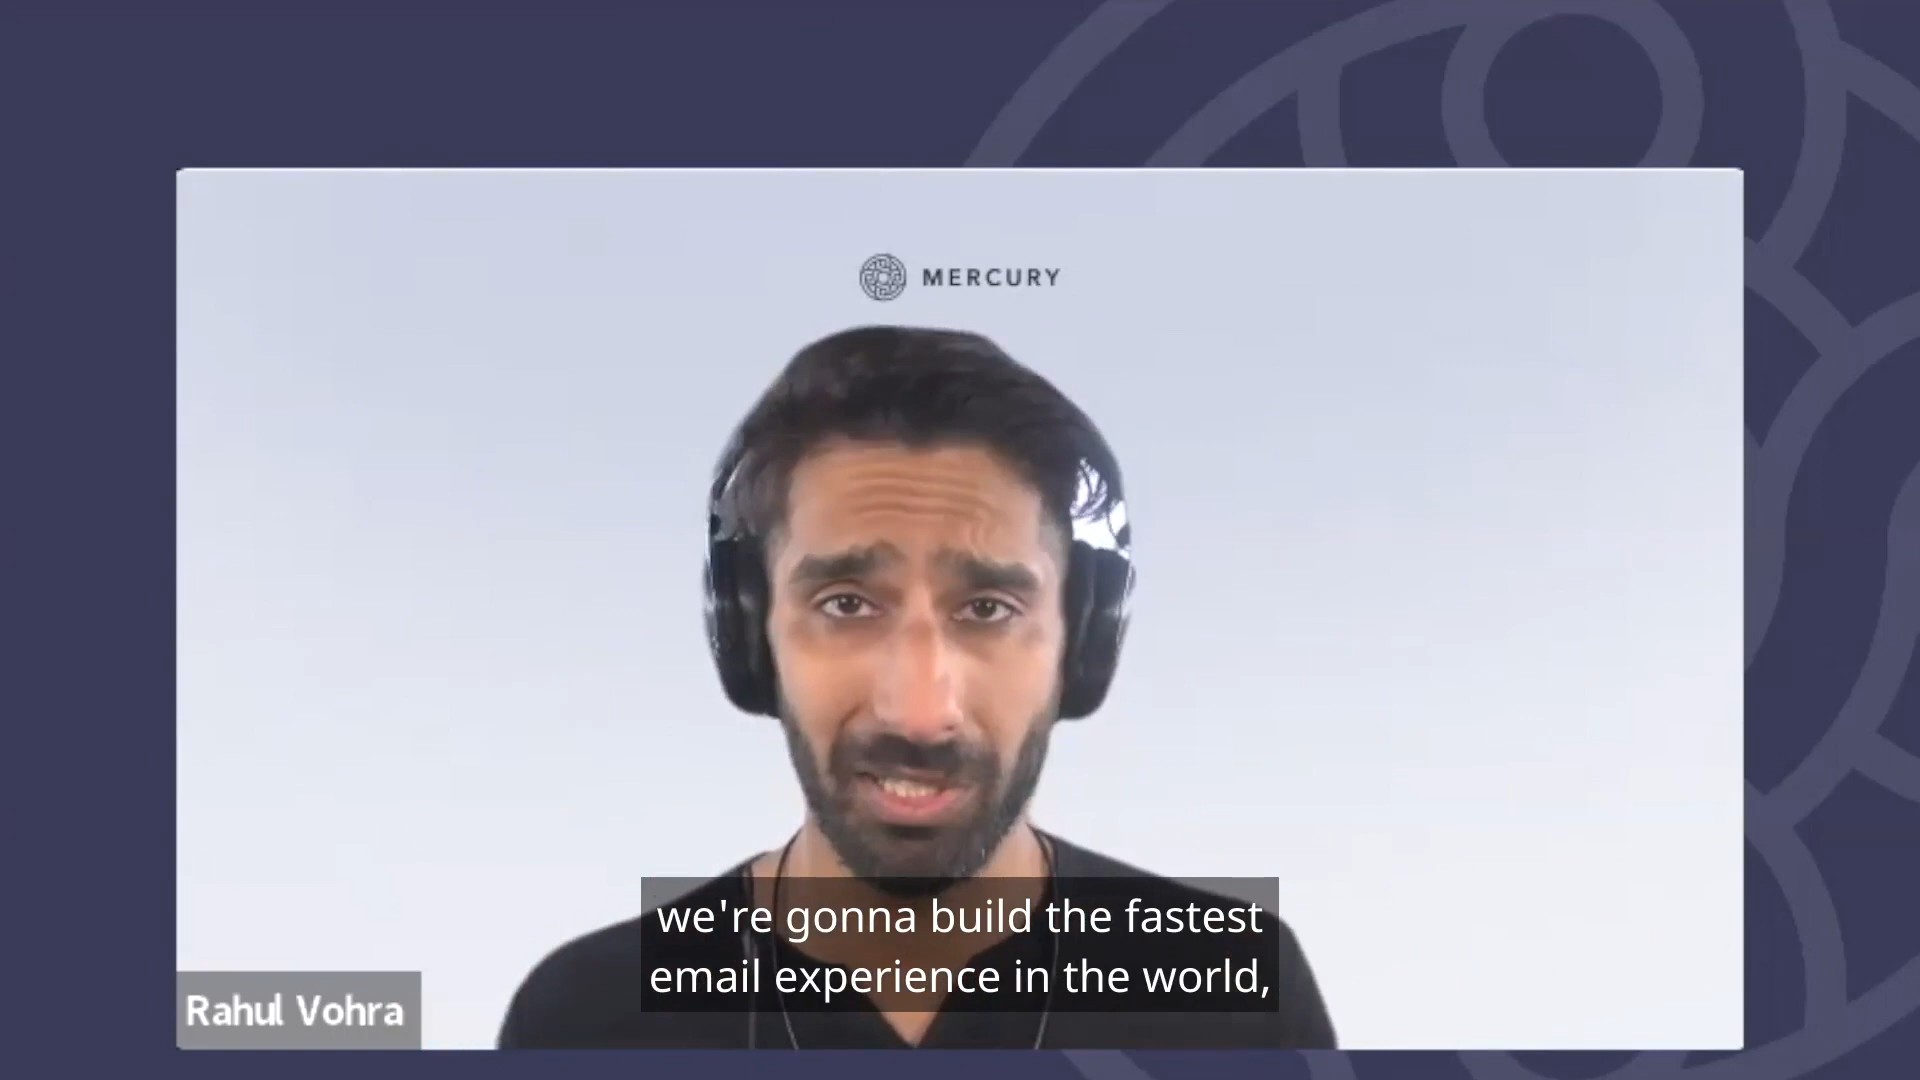 MERCURY
we're gonna build the fastest
email experience in the world,
Rahul Vohra